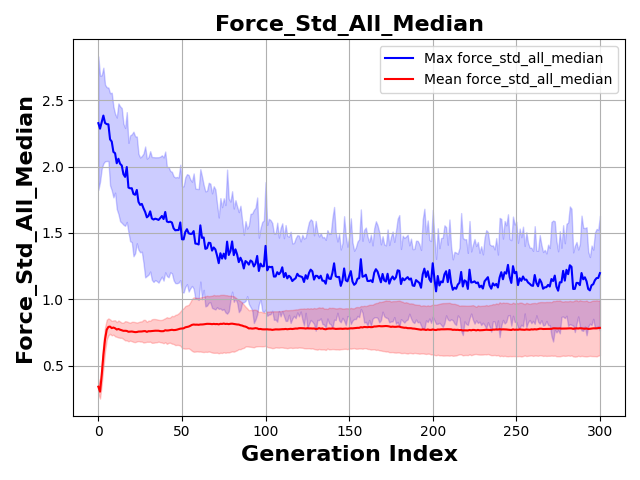 Force_Std_All_Median
Max force_std_all_median
Mean force_std_all_median
Force_Std_All_Median
2.5
2.0
1.5
1.0
0.5
0 50 100 150 200 250 300
Generation Index